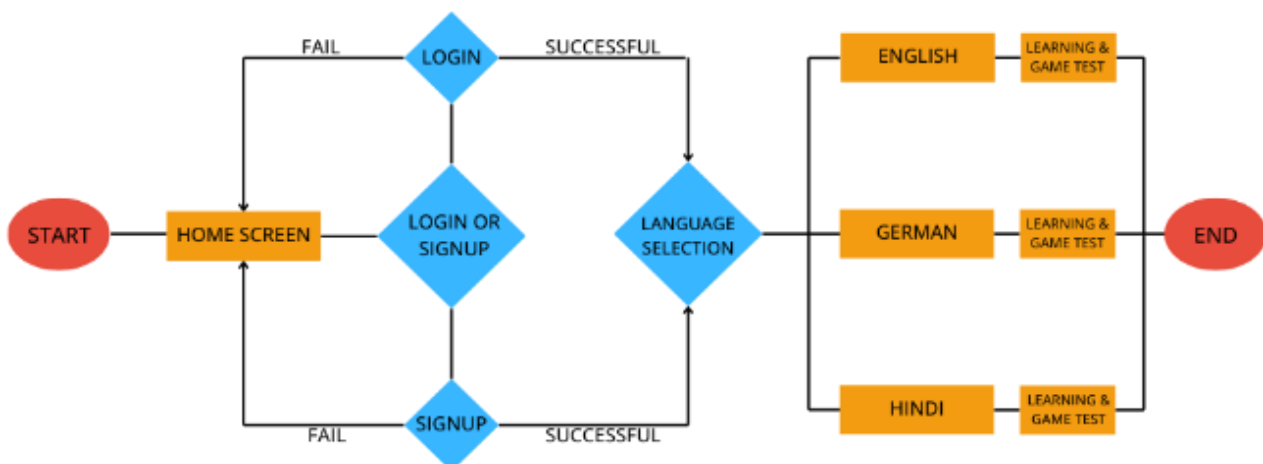 FAIL
LOGIN
SUCCESSFUL
ENGLISH
LEARNING &
GAME TEST
START
HOME SCREEN
LOGIN OR
SIGNUP
LANGUAGE
SELECTION
GERMAN
LEARNING &
GAME TEST
END
FAIL
SIGNUP
SUCCESSFUL
HINDI
LEARNING &
GAME TEST